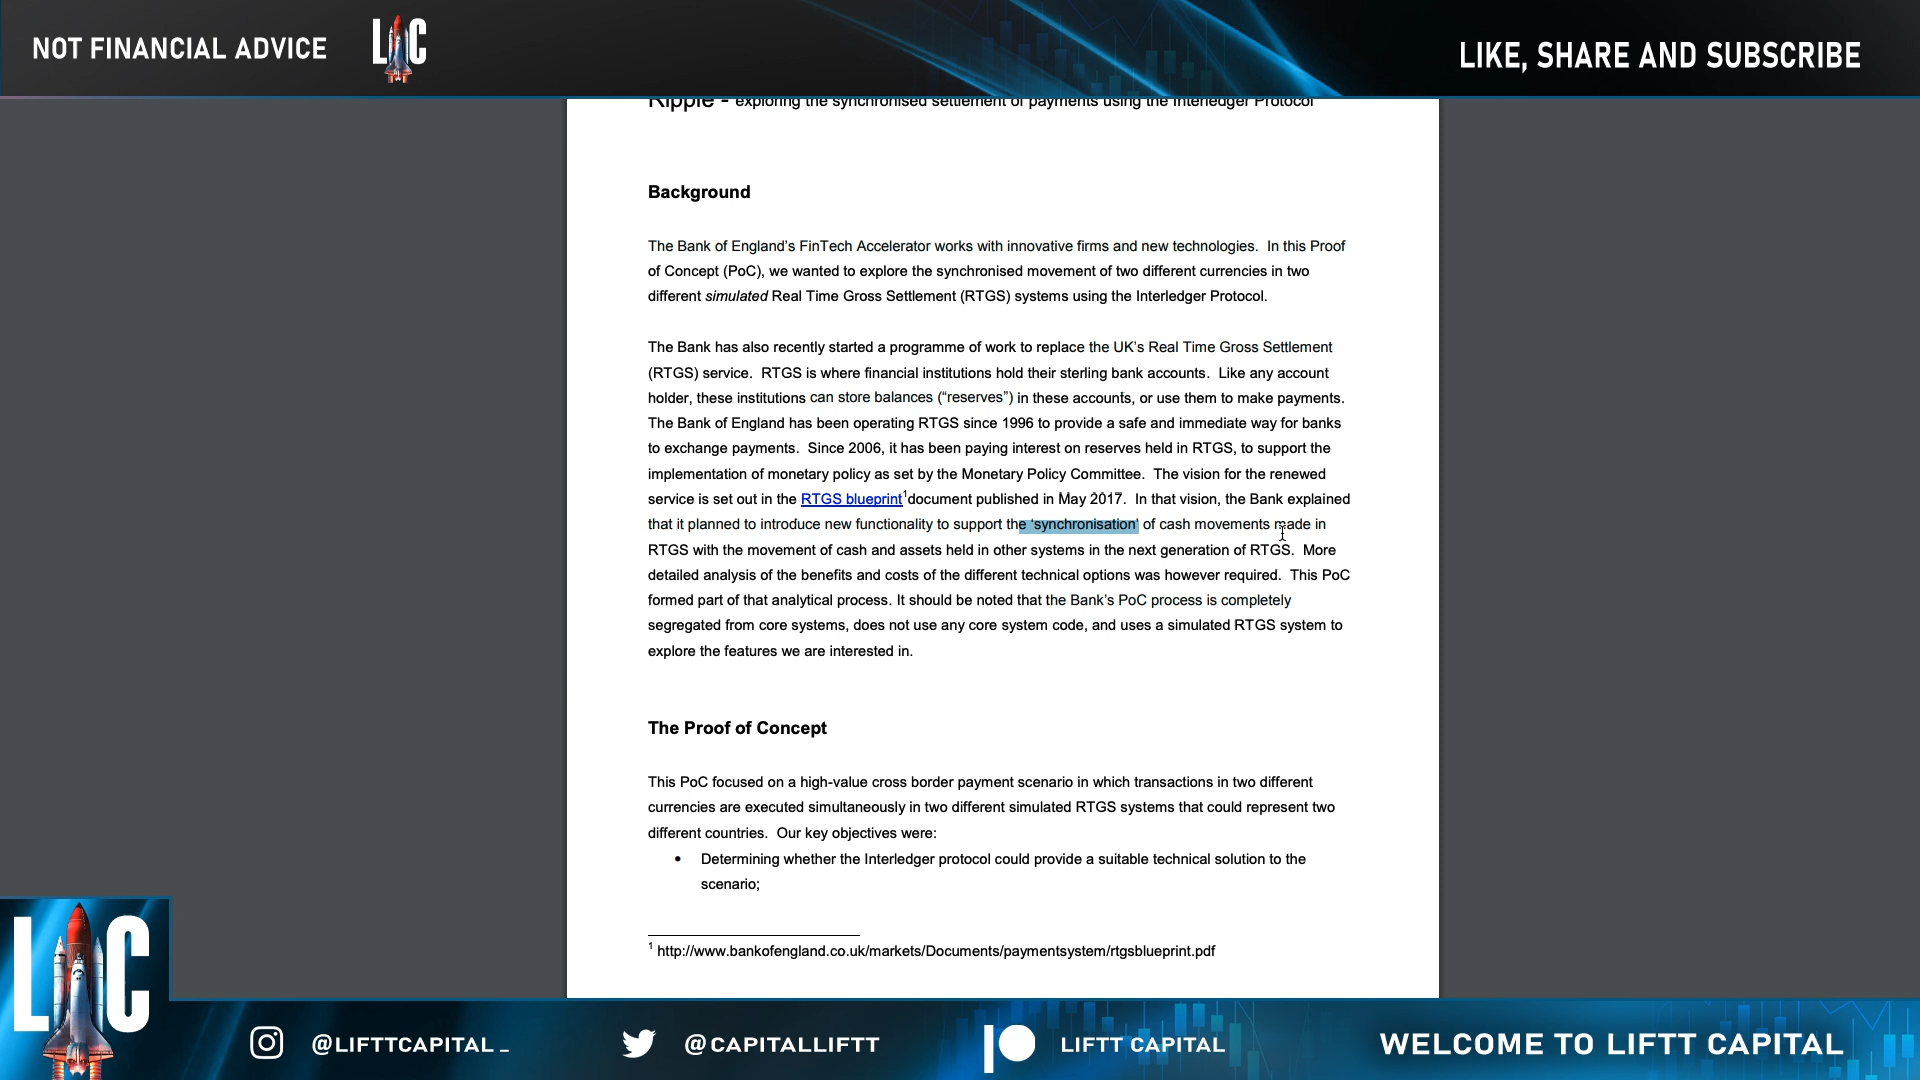 NOT FINANCIAL ADVICE
LC
LIKE, SHARE AND SUBSCRIBE
Ripple - exploring the synchronised settlement of payments using the Interledger Protocol
Background
The Bank of England's FinTech Accelerator works with innovative firms and new technologies.  In this Proof
of Concept (PoC), we wanted to explore the synchronised movement of two different currencies in two
different simulated Real Time Gross Settlement (RTGS) systems using the Interledger Protocol.
The Bank has also recently started a programme of work to replace the UK's Real Time Gross Settlement
(RTGS) service.  RTGS is where financial institutions hold their sterling bank accounts.  Like any account
holder, these institutions can store balances (“reserves”) in these accounts, or use them to make payments.
The Bank of England has been operating RTGS since 1996 to provide a safe and immediate way for banks
to exchange payments.  Since 2006, it has been paying interest on reserves held in RTGS, to support the
implementation of monetary policy as set by the Monetary Policy Committee.  The vision for the renewed
service is set out in the RTGS blueprint¹document published in May 2017.  In that vision, the Bank explained
that it planned to introduce new functionality to support the ‘synchronisation’ of cash movements made in
RTGS with the movement of cash and assets held in other systems in the next generation of RTGS.  More
detailed analysis of the benefits and costs of the different technical options was however required.  This PoC
formed part of that analytical process. It should be noted that the Bank's PoC process is completely
segregated from core systems, does not use any core system code, and uses a simulated RTGS system to
explore the features we are interested in.
The Proof of Concept
This PoC focused on a high-value cross border payment scenario in which transactions in two different
currencies are executed simultaneously in two different simulated RTGS systems that could represent two
different countries.  Our key objectives were:
• Determining whether the Interledger protocol could provide a suitable technical solution to the
scenario;
¹ http://www.bankofengland.co.uk/markets/Documents/paymentsystem/rtgsblueprint.pdf
LC
@LIFTTCAPITAL_
@CAPITALLIFTT
LIFTT CAPITAL
WELCOME TO LIFTT CAPITAL